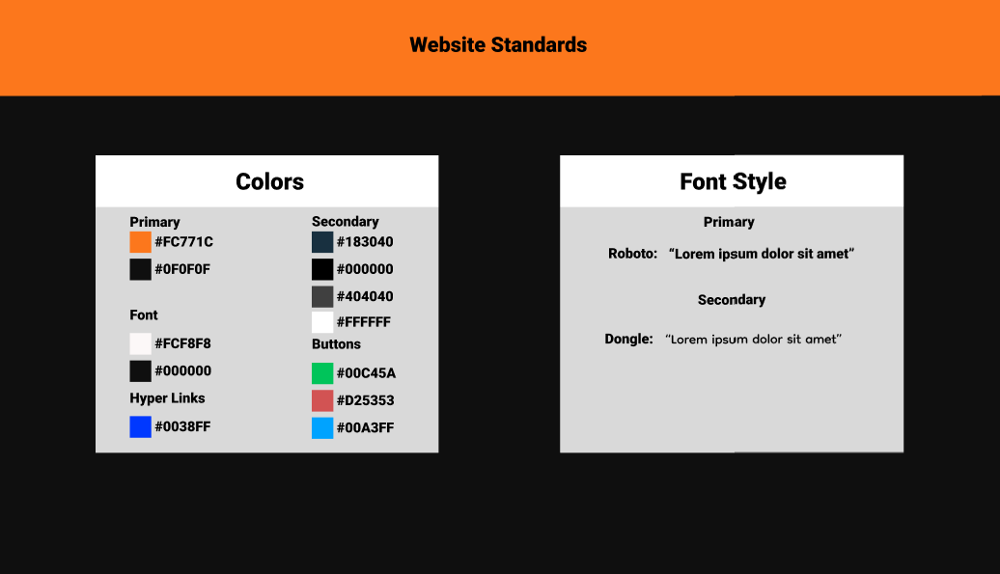 Website Standards
Colors
Primary
#FC771C
#0F0F0F
Font
#FCF8F8
#000000
Hyper Links
#0038FF
Secondary
#183040
#000000
#404040
#FFFFFF
Buttons
#00C45A
#D25353
#00A3FF
Font Style
Primary
Roboto: “Lorem ipsum dolor sit amet”
Secondary
Dongle: “Lorem ipsum dolor sit amet”